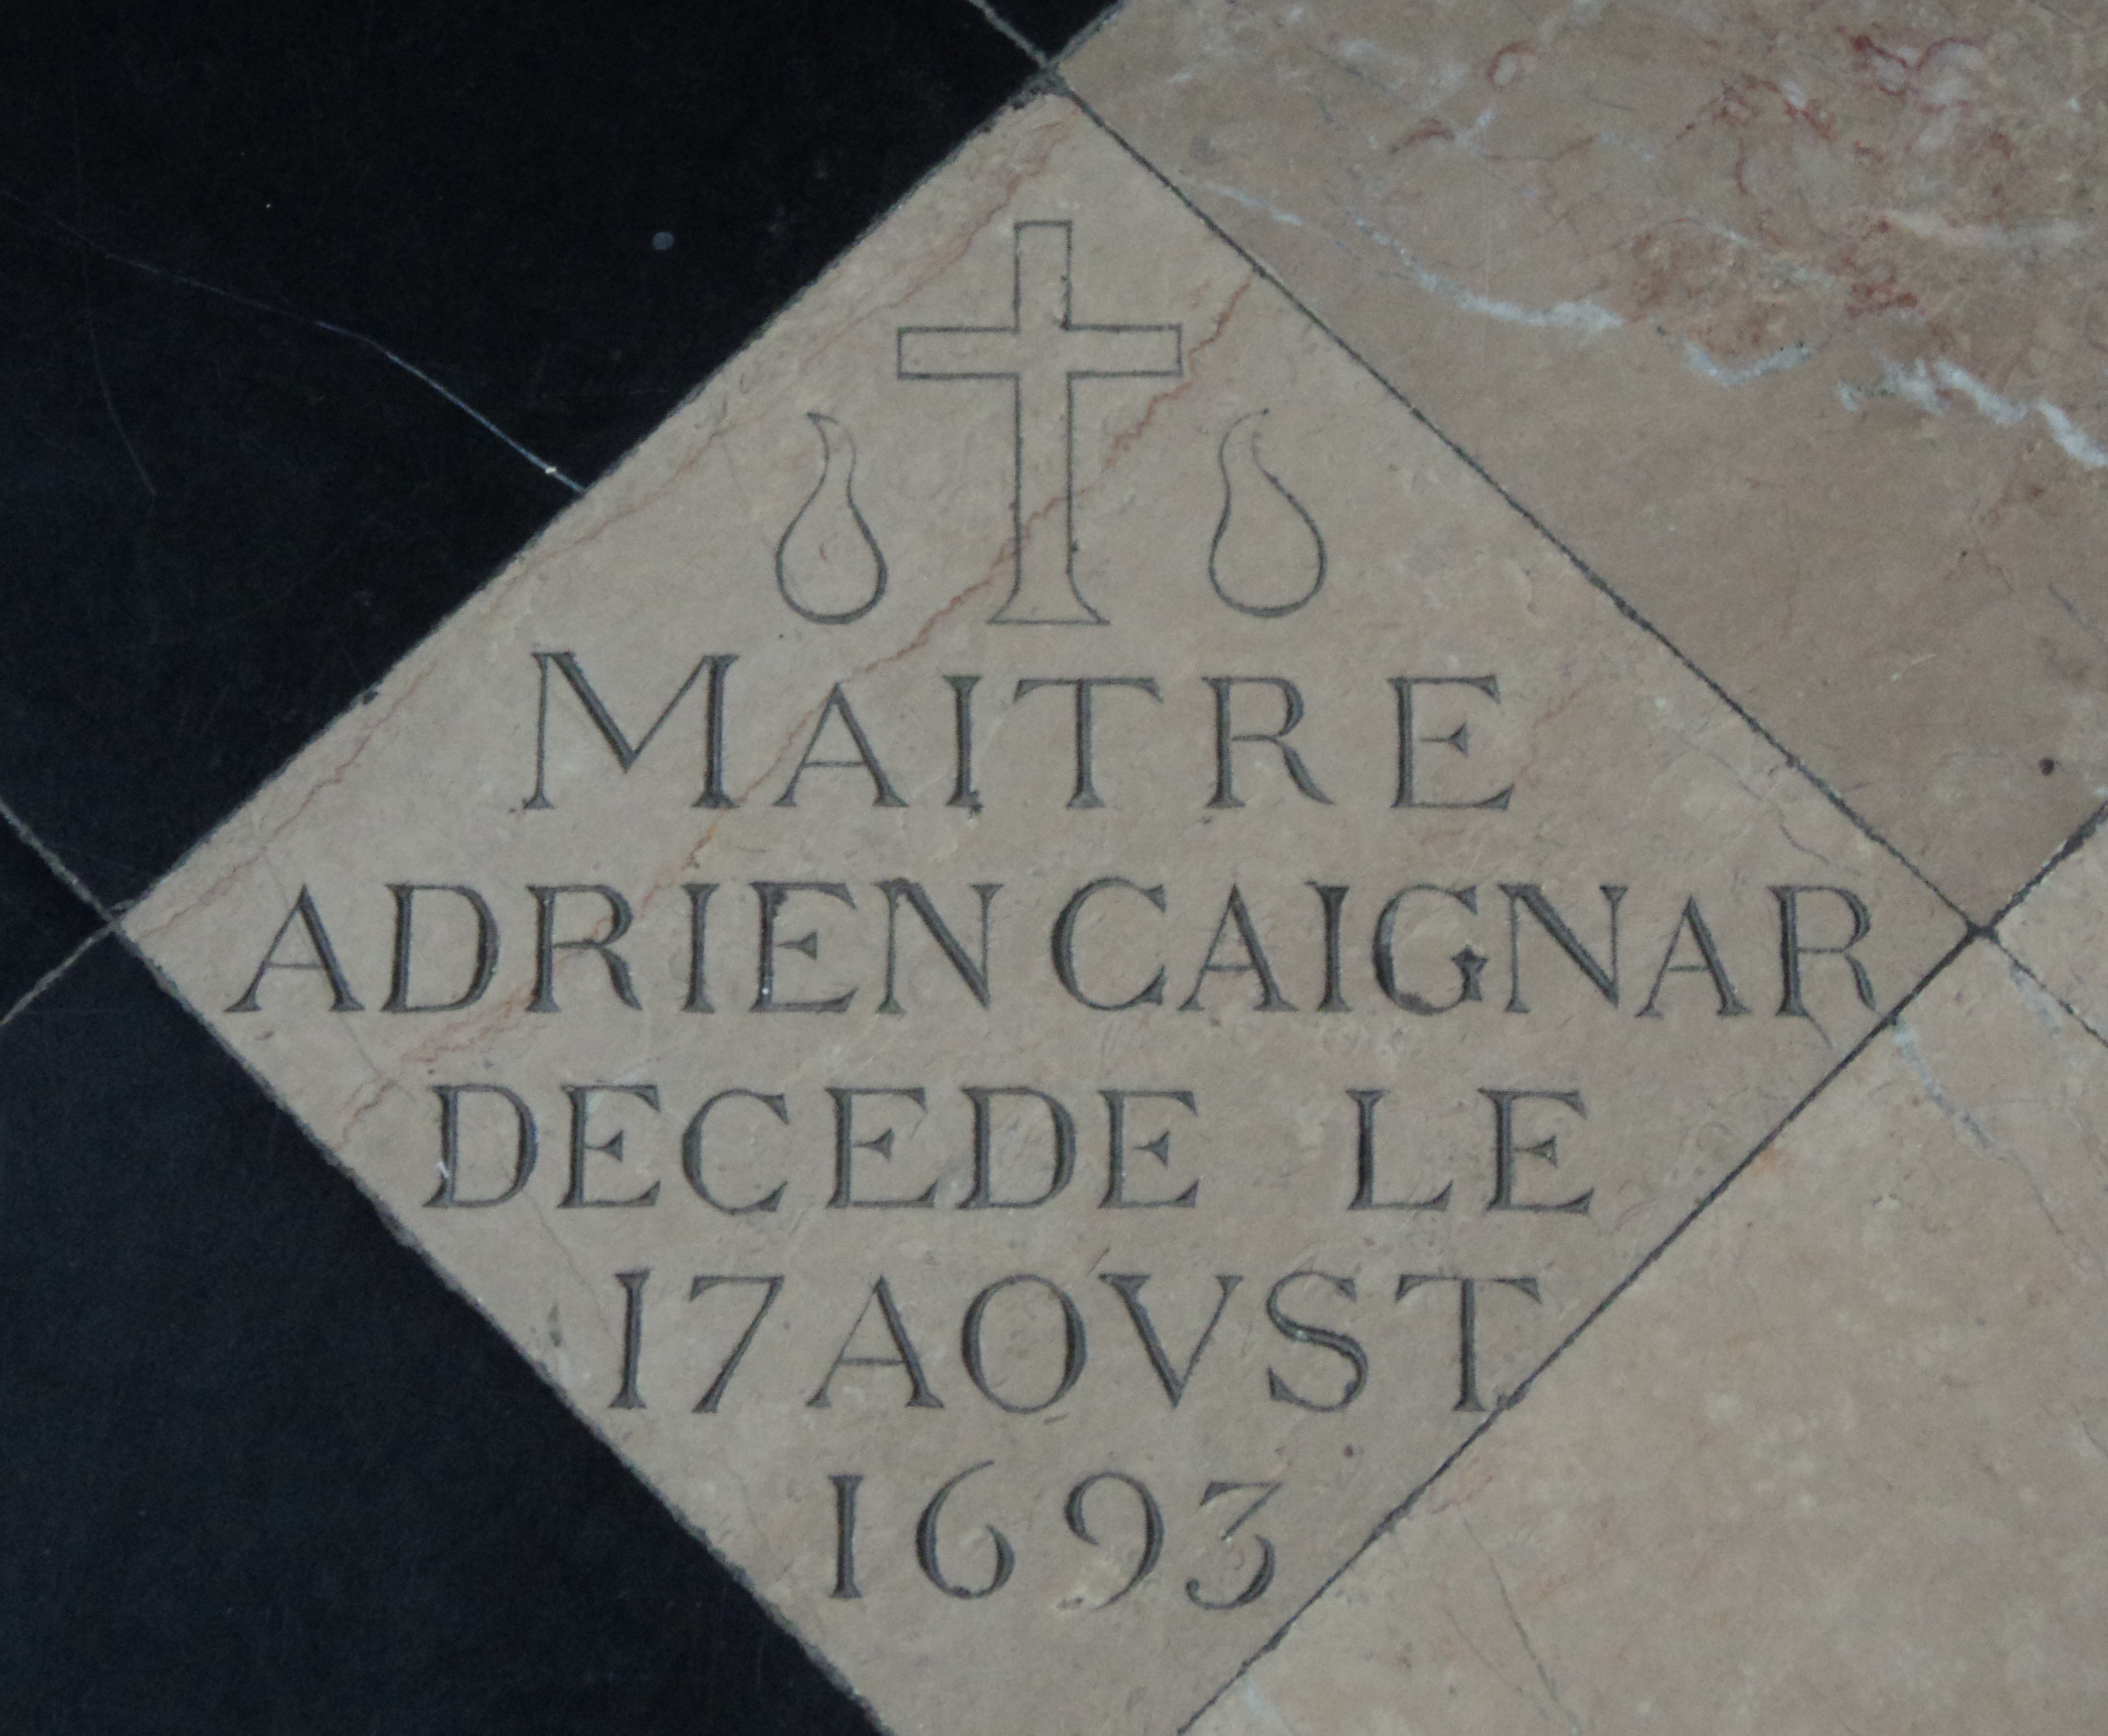 MAITRE
ADRIEN CAIGNAR
DECEDE LE
17 AOVST
1693